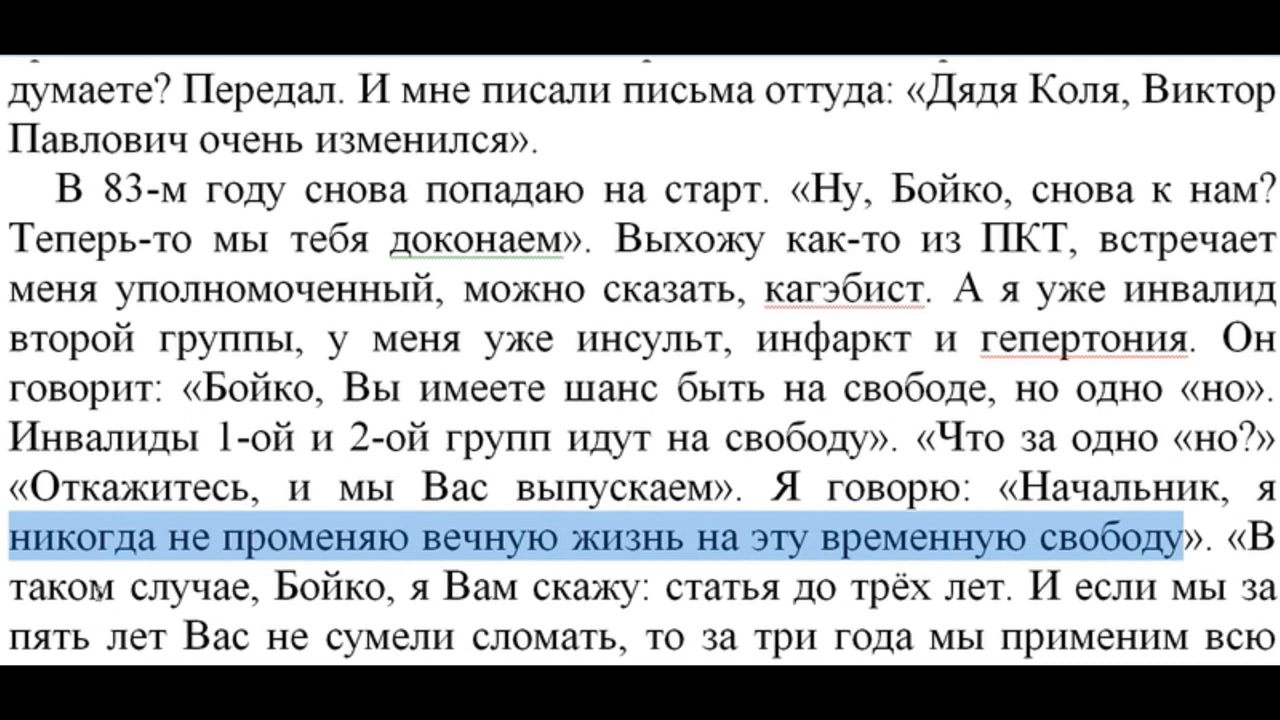 думаете? Передал. И мне писали письма оттуда: «Дядя Коля, Виктор
Павлович очень изменился».
В 83-м году снова попадаю на старт. «Ну, Бойко, снова к нам?
Теперь-то мы тебя доконаем». Выхожу как-то из ПКТ, встречает
меня уполномоченный, можно сказать, кагэбист. А я уже инвалид
второй группы, у меня уже инсульт, инфаркт и гепертония. Он
говорит: «Бойко, Вы имеете шанс быть на свободе, но одно «но».
Инвалиды 1-ой и 2-ой групп идут на свободу». «Что за одно «но?»
«Откажитесь, и мы Вас выпускаем». Я говорю: «Начальник, я
никогда не променяю вечную жизнь на эту временную свободу». «В
таком случае, Бойко, я Вам скажу: статья до трёх лет. И если мы за
пять лет Вас не сумели сломать, то за три года мы применим всю